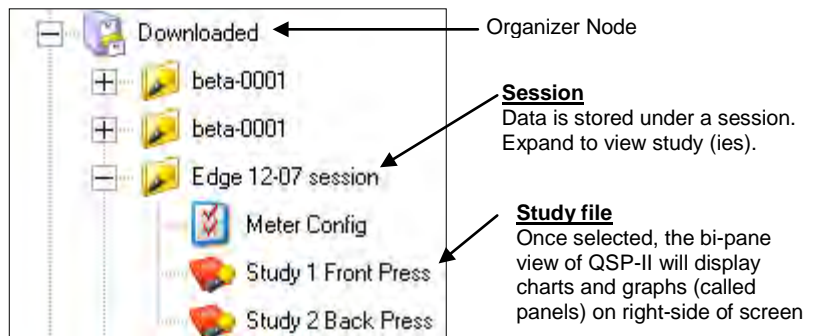 Downloaded
Organizer Node
beta-0001
beta-0001
Edge 12-07 session
Meter Config
Study 1 Front Press
Study 2 Back Press
Session
Data is stored under a session.
Expand to view study (ies).
Study file
Once selected, the bi-pane
view of QSP-II will display
charts and graphs (called
panels) on right-side of screen